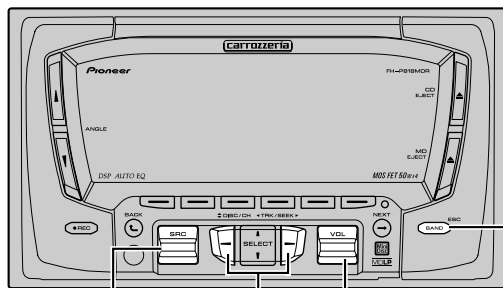 carrozzeria
Pioneer
FH-P919MDR
CD
EJECT
ANGLE
MD
EJECT
DSP AUTO EQ
MOS FET 50W×4
BACK
DISC/CH
TRK/SEEK
NEXT
ESC
REC
SRC
SELECT
VOL
BAND
MDLP